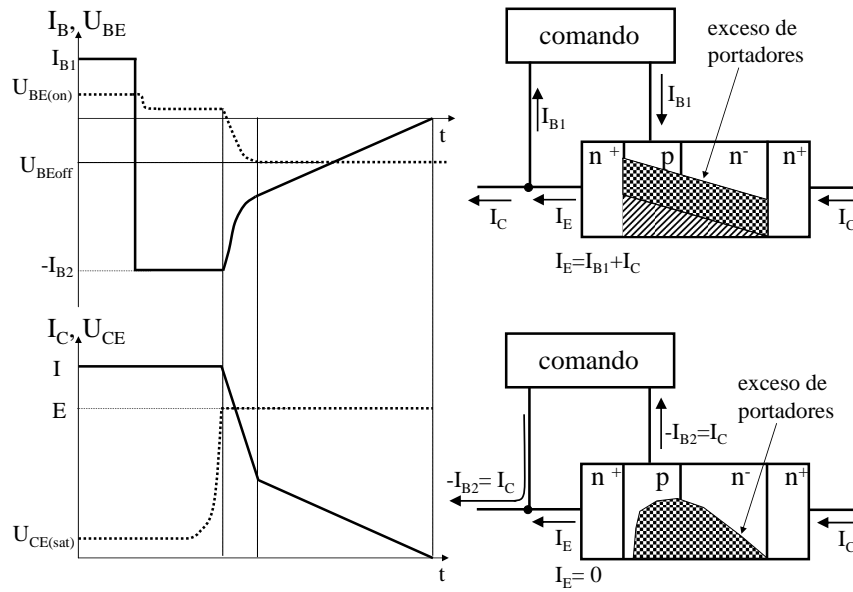 I_B, U_BE
I_B1
U_BE(on)
t
U_BEoff
-I_B2
I_C, U_CE
I
E
U_CE(sat)
t
comando
exceso de
portadores
I_B1
I_B1
n+ p n- n+
I_C
I_E
I_C
I_E=I_B1+I_C
comando
exceso de
portadores
-I_B2=I_C
-I_B2= I_C
n+ p n- n+
I_E
I_C
I_E= 0